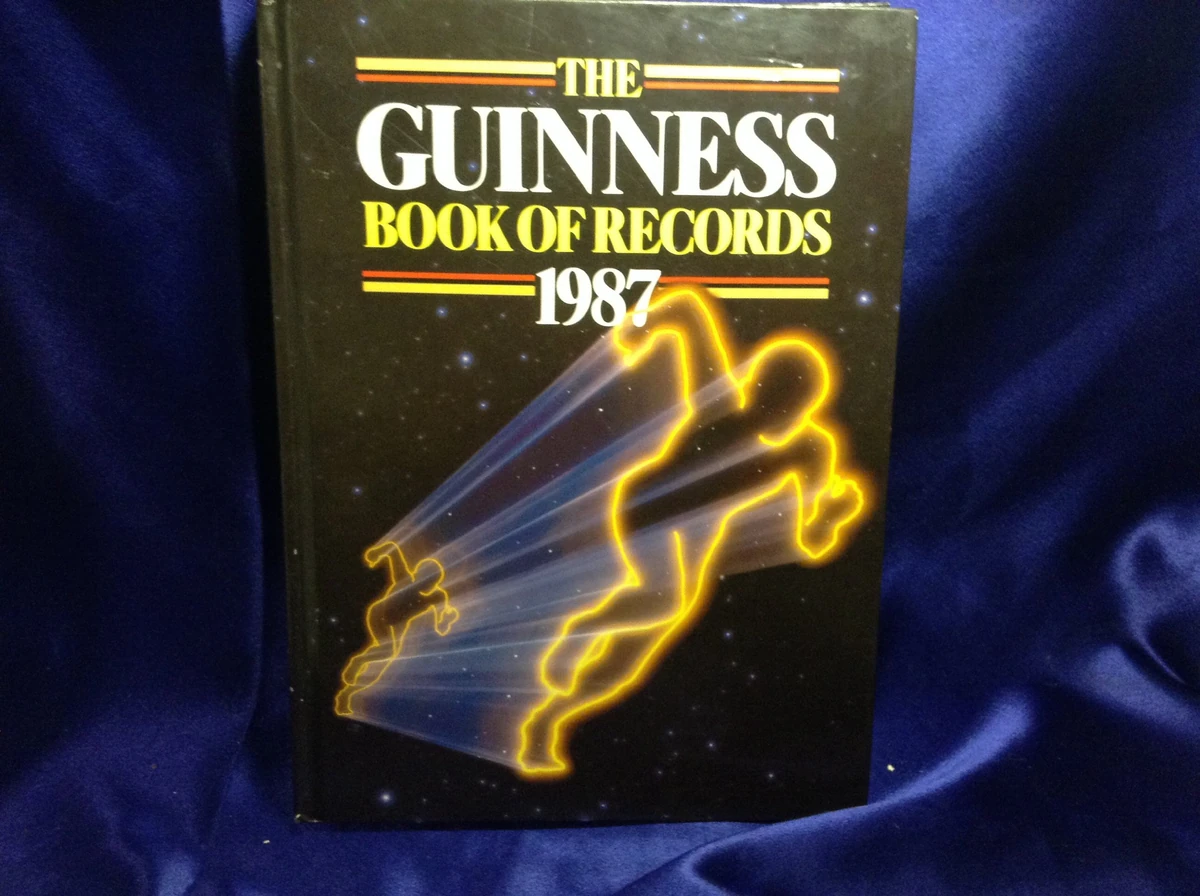 THE
GUINNESS
BOOK OF RECORDS
1987